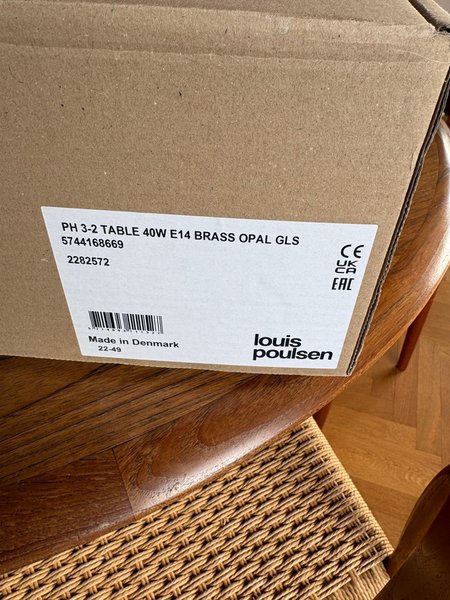 PH 3-2 TABLE 40W E14 BRASS OPAL GLS
5744168669
2282572
CE
UK
CA
EAC
Made in Denmark
22-49
louis
poulsen